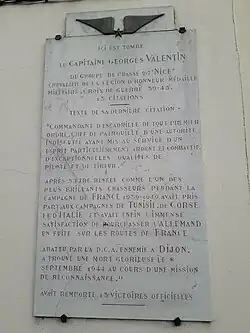 ICI EST TOMBÉ
LE CAPITAINE GEORGES VALENTIN
DU GROUPE DE CHASSE 2/7 "NICE"
CHEVALIER DE LA LÉGION D'HONNEUR MÉDAILLE
MILITAIRE CROIX DE GUERRE 39-45
CITATIONS
TEXTE DE SA DERNIÈRE CITATION
"COMMANDANT D'ESCADRILLE DE TOUT PREMIER
ORDRE, CHEF DE PATROUILLE D'UNE AUTORITÉ
INDISCUTÉE AYANT MIS AU SERVICE D'UN
ESPRIT PARTICULIÈREMENT ARDENT ET COMBATIF
D'EXCEPTIONNELLES QUALITÉS DE
PILOTE ET DE TIREUR."
APRÈS S'ÊTRE RÉVÉLÉ COMME L'UN DES
PLUS BRILLANTS CHASSEURS PENDANT LA
CAMPAGNE DE FRANCE 1939-1940 AVAIT PRIS
PART AUX CAMPAGNES DE TUNISIE, DE CORSE
ET D'ITALIE ET AVAIT ENFIN L'IMMENSE
SATISFACTION DE POURCHASSER L'ALLEMAND
EN FUITE SUR LES ROUTES DE FRANCE
ABATTU PAR LA D.C.A. ENNEMIE À DIJON,
A TROUVÉ UNE MORT GLORIEUSE LE
SEPTEMBRE 1944 AU COURS D'UNE MISSION
DE RECONNAISSANCE."
AVAIT REMPORTÉ VICTOIRES OFFICIELLES